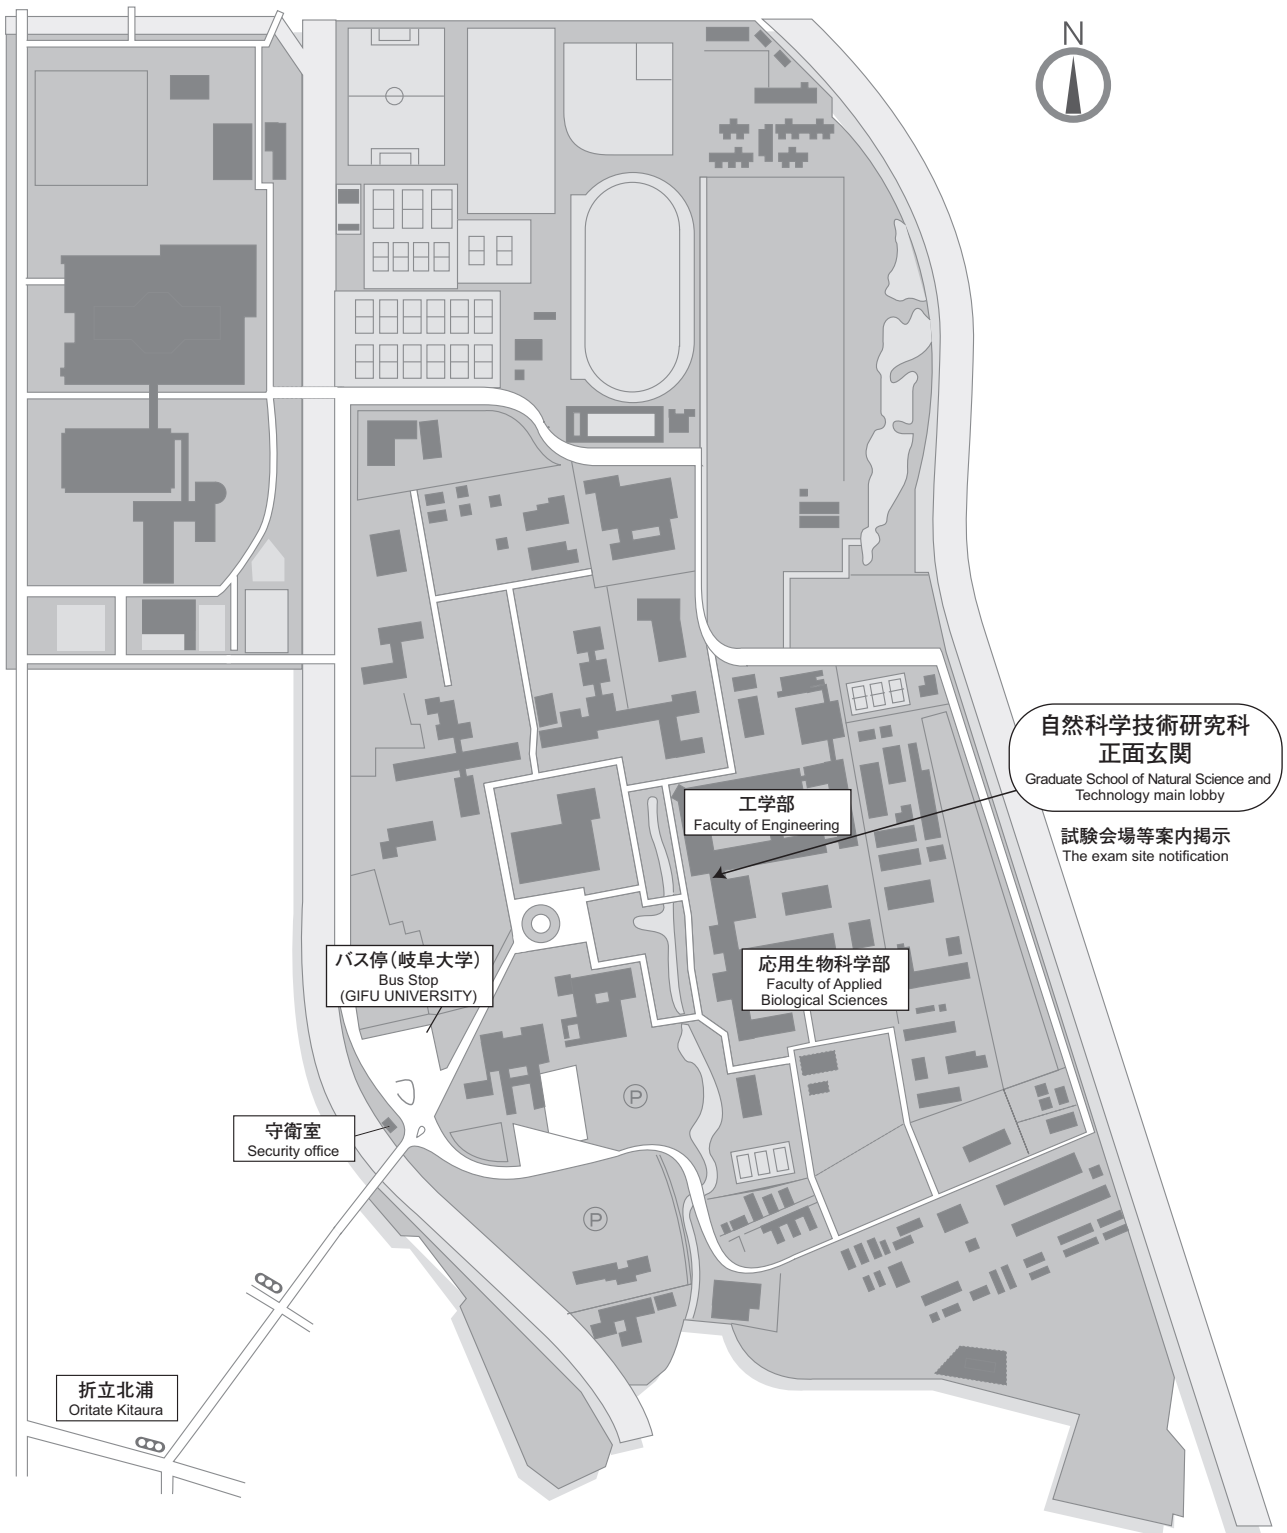 N
自然科学技術研究科
正面玄関
Graduate School of Natural Science and
Technology main lobby
試験会場等案内掲示
The exam site notification
工学部
Faculty of Engineering
バス停（岐阜大学）
Bus Stop
(GIFU UNIVERSITY)
応用生物科学部
Faculty of Applied
Biological Sciences
P
守衛室
Security office
P
折立北浦
Oritate Kitaura